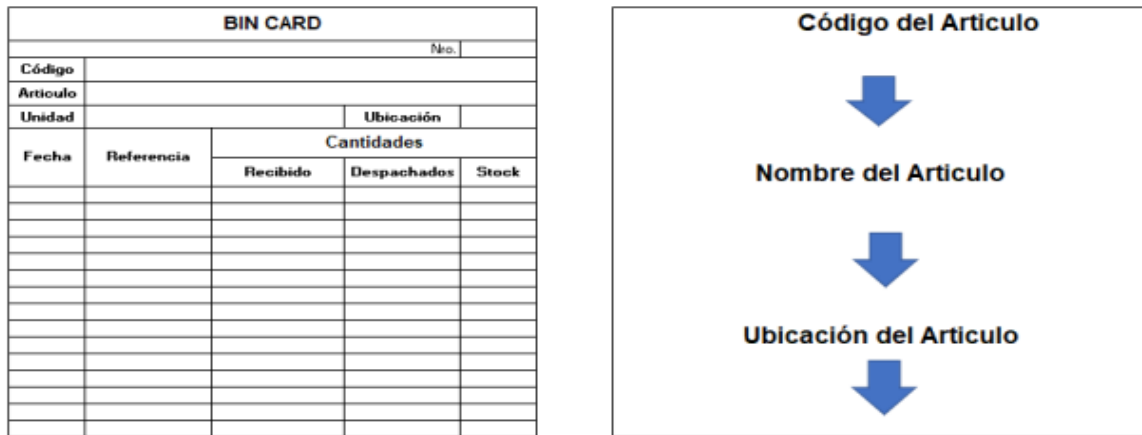 BIN CARD
Nro.
Código
Articulo
Unidad Ubicación
Fecha Referencia Cantidades
Recibido Despachados Stock
Código del Articulo
Nombre del Articulo
Ubicación del Articulo